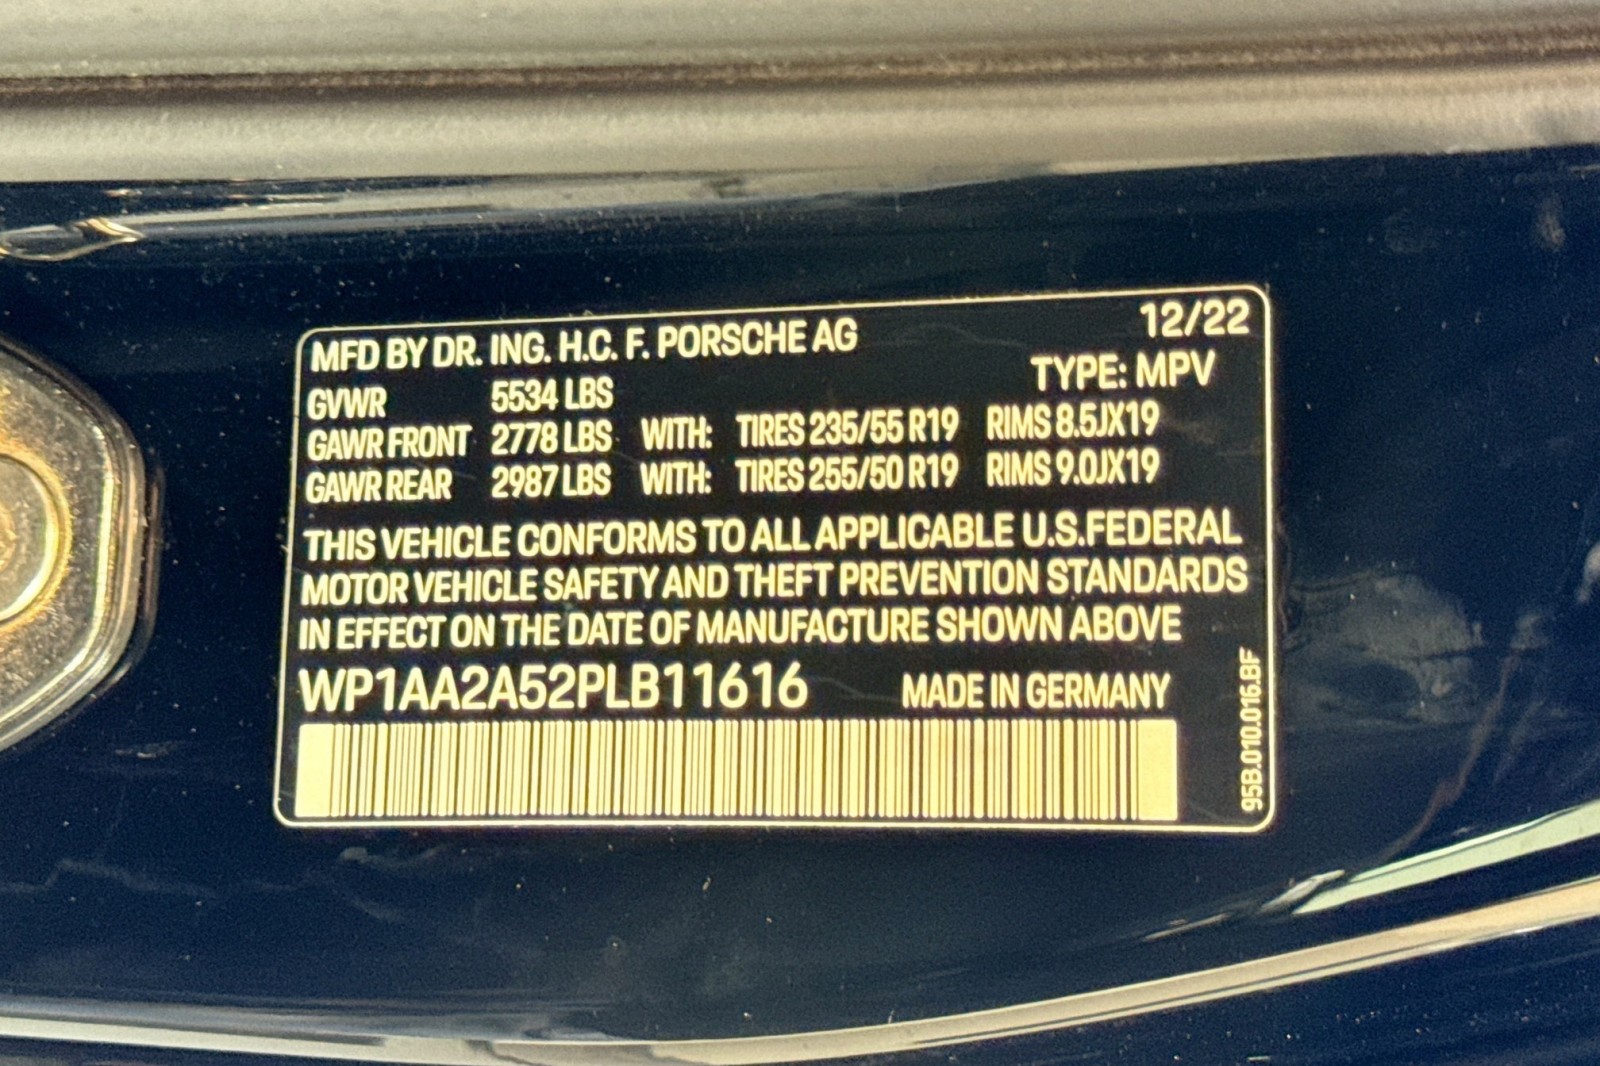 MFD BY DR. ING. H.C. F. PORSCHE AG 12/22
TYPE: MPV
GVWR 5534 LBS
GAWR FRONT 2778 LBS WITH: TIRES 235/55 R19 RIMS 8.5JX19
GAWR REAR 2987 LBS WITH: TIRES 255/50 R19 RIMS 9.0JX19
THIS VEHICLE CONFORMS TO ALL APPLICABLE U.S.FEDERAL
MOTOR VEHICLE SAFETY AND THEFT PREVENTION STANDARDS
IN EFFECT ON THE DATE OF MANUFACTURE SHOWN ABOVE
WP1AA2A52PLB11616 MADE IN GERMANY
95B.010.016.BF